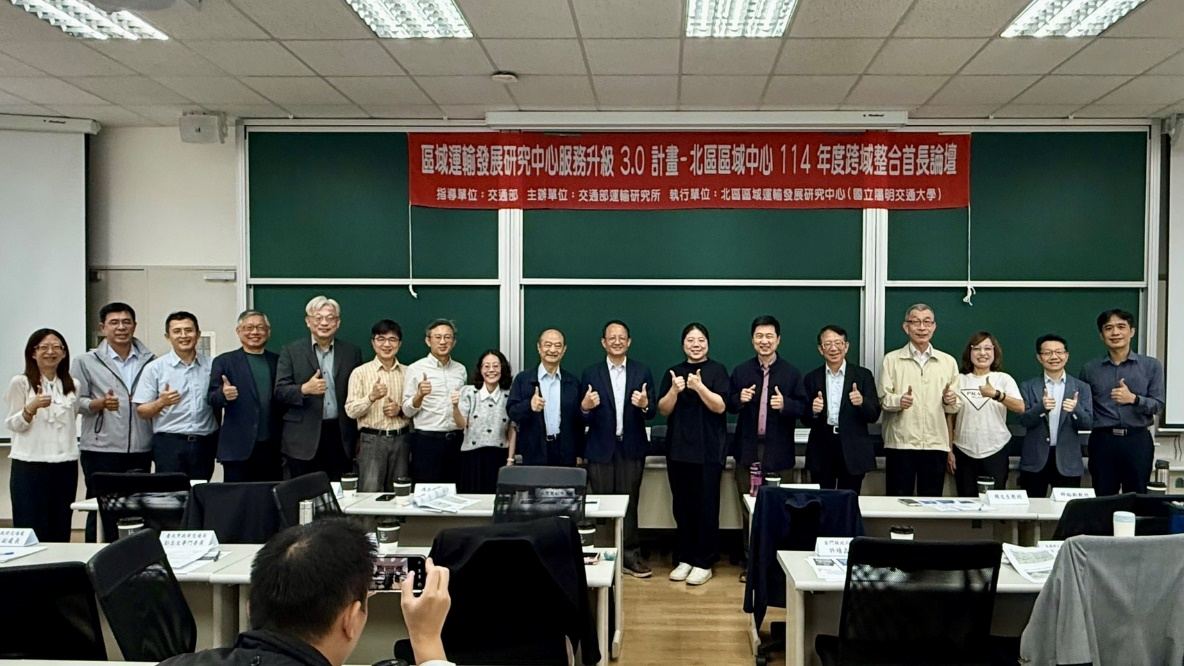 區域運輸發展研究中心服務升級 3.0 計畫-北區區域中心 114 年度跨域整合首長論壇
指導單位：交通部 主辦單位：交通部運輸研究所 執行單位：北區區域運輸發展研究中心(國立陽明交通大學)